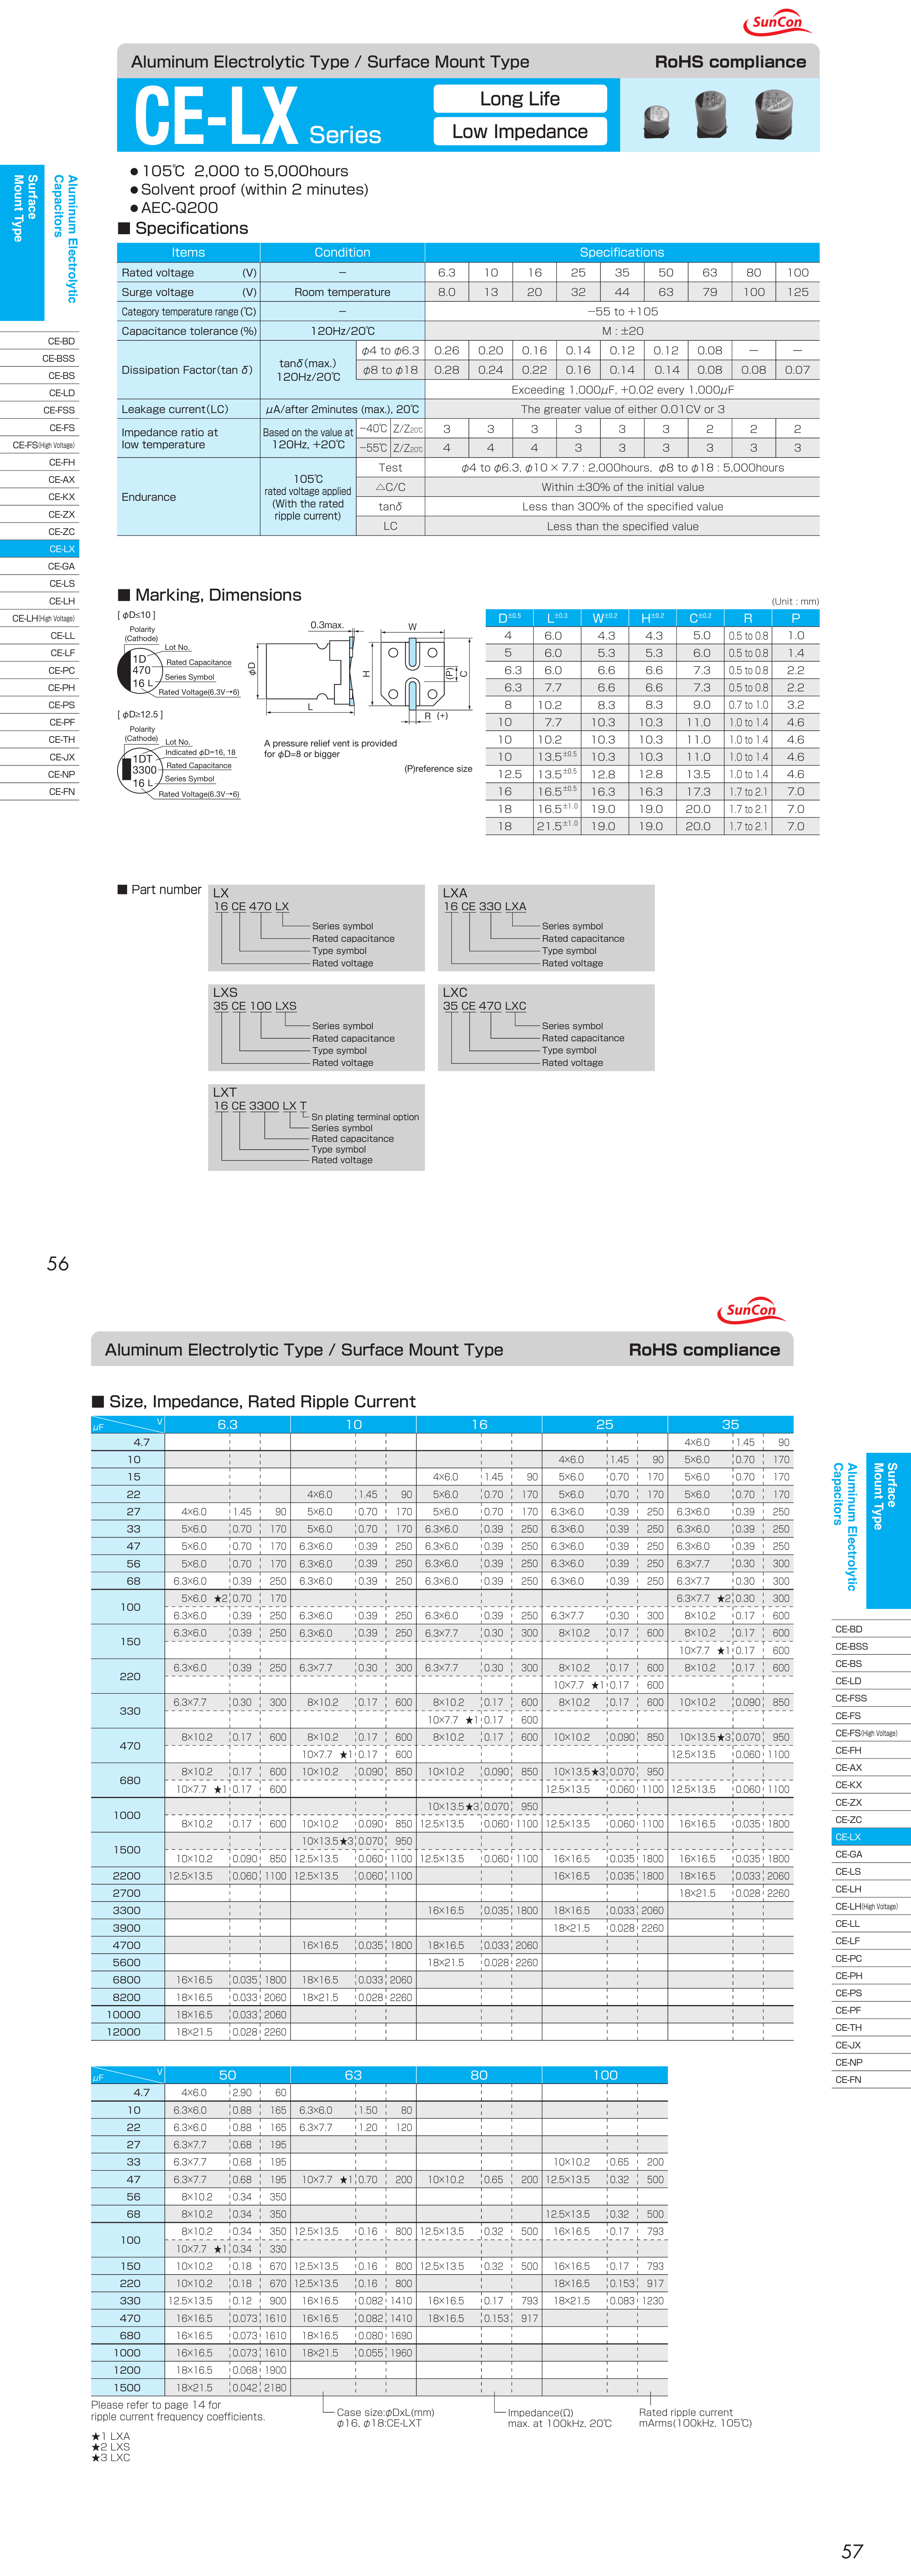 SunCon
Aluminum Electrolytic Type / Surface Mount Type RoHS compliance
CE-LX Series
Long Life
Low Impedance
Surface Mount Type
Aluminum Electrolytic Capacitors
● 105℃ 2,000 to 5,000hours
● Solvent proof (within 2 minutes)
● AEC-Q200
■ Specifications
Items Condition Specifications
Rated voltage (V) − 6.3 10 16 25 35 50 63 80 100
Surge voltage (V) Room temperature 8.0 13 20 32 44 63 79 100 125
Category temperature range (℃) − −55 to +105
Capacitance tolerance (%) 120Hz/20℃ M : ±20
Dissipation Factor(tan δ) tanδ(max.) 120Hz/20℃
φ4 to φ6.3 0.26 0.20 0.16 0.14 0.12 0.12 0.08 — —
φ8 to φ18 0.28 0.24 0.22 0.16 0.14 0.14 0.08 0.08 0.07
Exceeding 1,000μF, +0.02 every 1,000μF
Leakage current(LC) μA/after 2minutes (max.), 20℃ The greater value of either 0.01CV or 3
Impedance ratio at low temperature Based on the value at 120Hz, +20℃
−40℃ Z/Z20℃ 3 3 3 3 3 3 2 2 2
−55℃ Z/Z20℃ 4 4 4 3 3 3 3 3 3
Endurance 105℃ rated voltage applied (With the rated ripple current)
Test φ4 to φ6.3, φ10 × 7.7 : 2,000hours, φ8 to φ18 : 5,000hours
△C/C Within ±30% of the initial value
tanδ Less than 300% of the specified value
LC Less than the specified value
CE-BD
CE-BSS
CE-BS
CE-LD
CE-FSS
CE-FS
CE-FS(High Voltage)
CE-FH
CE-AX
CE-KX
CE-ZX
CE-ZC
CE-LX
CE-GA
CE-LS
CE-LH
CE-LH(High Voltage)
CE-LL
CE-LF
CE-PC
CE-PH
CE-PS
CE-PF
CE-TH
CE-JX
CE-NP
CE-FN
■ Marking, Dimensions
[ φD≤10 ]
Polarity
(Cathode)
Lot No.
Rated Capacitance
Series Symbol
Rated Voltage(6.3V→6)
1D
470
16 L
[ φD≥12.5 ]
Polarity
(Cathode)
Lot No.
Indicated φD=16, 18
Rated Capacitance
Series Symbol
Rated Voltage(6.3V→6)
1DT
3300
16 L
0.3max.
W
φD
H
(P)
C
L
R (+)
A pressure relief vent is provided
for φD=8 or bigger
(P)reference size
(Unit : mm)
D±0.5 L±0.3 W±0.2 H±0.2 C±0.2 R P
4 6.0 4.3 4.3 5.0 0.5 to 0.8 1.0
5 6.0 5.3 5.3 6.0 0.5 to 0.8 1.4
6.3 6.0 6.6 6.6 7.3 0.5 to 0.8 2.2
6.3 7.7 6.6 6.6 7.3 0.5 to 0.8 2.2
8 10.2 8.3 8.3 9.0 0.7 to 1.0 3.2
10 7.7 10.3 10.3 11.0 1.0 to 1.4 4.6
10 10.2 10.3 10.3 11.0 1.0 to 1.4 4.6
10 13.5±0.5 10.3 10.3 11.0 1.0 to 1.4 4.6
12.5 13.5±0.5 12.8 12.8 13.5 1.0 to 1.4 4.6
16 16.5±0.5 16.3 16.3 17.3 1.7 to 2.1 7.0
18 16.5±1.0 19.0 19.0 20.0 1.7 to 2.1 7.0
18 21.5±1.0 19.0 19.0 20.0 1.7 to 2.1 7.0
■ Part number
LX
16 CE 470 LX
Series symbol
Rated capacitance
Type symbol
Rated voltage
LXA
16 CE 330 LXA
Series symbol
Rated capacitance
Type symbol
Rated voltage
LXS
35 CE 100 LXS
Series symbol
Rated capacitance
Type symbol
Rated voltage
LXC
35 CE 470 LXC
Series symbol
Rated capacitance
Type symbol
Rated voltage
LXT
16 CE 3300 LX T
Sn plating terminal option
Series symbol
Rated capacitance
Type symbol
Rated voltage
56
SunCon
Aluminum Electrolytic Type / Surface Mount Type RoHS compliance
■ Size, Impedance, Rated Ripple Current
μF V 6.3 10 16 25 35
4.7 4×6.0 1.45 90
10 4×6.0 1.45 90 5×6.0 0.70 170
15 4×6.0 1.45 90 5×6.0 0.70 170 5×6.0 0.70 170
22 4×6.0 1.45 90 5×6.0 0.70 170 5×6.0 0.70 170 5×6.0 0.70 170
27 4×6.0 1.45 90 5×6.0 0.70 170 5×6.0 0.70 170 6.3×6.0 0.39 250 6.3×6.0 0.39 250
33 5×6.0 0.70 170 5×6.0 0.70 170 6.3×6.0 0.39 250 6.3×6.0 0.39 250 6.3×6.0 0.39 250
47 5×6.0 0.70 170 6.3×6.0 0.39 250 6.3×6.0 0.39 250 6.3×6.0 0.39 250 6.3×6.0 0.39 250
56 5×6.0 0.70 170 6.3×6.0 0.39 250 6.3×6.0 0.39 250 6.3×6.0 0.39 250 6.3×7.7 0.30 300
68 6.3×6.0 0.39 250 6.3×6.0 0.39 250 6.3×6.0 0.39 250 6.3×6.0 0.39 250 6.3×7.7 0.30 300
100 5×6.0 ★2 0.70 170 6.3×7.7 ★2 0.30 300
6.3×6.0 0.39 250 6.3×6.0 0.39 250 6.3×6.0 0.39 250 6.3×7.7 0.30 300 8×10.2 0.17 600
150 6.3×6.0 0.39 250 6.3×6.0 0.39 250 6.3×7.7 0.30 300 8×10.2 0.17 600 8×10.2 0.17 600
10×7.7 ★1 0.17 600
220 6.3×6.0 0.39 250 6.3×7.7 0.30 300 6.3×7.7 0.30 300 8×10.2 0.17 600 8×10.2 0.17 600
10×7.7 ★1 0.17 600
330 6.3×7.7 0.30 300 8×10.2 0.17 600 8×10.2 0.17 600 8×10.2 0.17 600 10×10.2 0.090 850
10×7.7 ★1 0.17 600
470 8×10.2 0.17 600 8×10.2 0.17 600 8×10.2 0.17 600 10×10.2 0.090 850 10×13.5 ★3 0.070 950
10×7.7 ★1 0.17 600 12.5×13.5 0.060 1100
680 8×10.2 0.17 600 10×10.2 0.090 850 10×10.2 0.090 850 10×13.5 ★3 0.070 950
10×7.7 ★1 0.17 600 12.5×13.5 0.060 1100 12.5×13.5 0.060 1100
1000 10×13.5 ★3 0.070 950
8×10.2 0.17 600 10×10.2 0.090 850 12.5×13.5 0.060 1100 12.5×13.5 0.060 1100 16×16.5 0.035 1800
1500 10×13.5 ★3 0.070 950
10×10.2 0.090 850 12.5×13.5 0.060 1100 12.5×13.5 0.060 1100 16×16.5 0.035 1800 16×16.5 0.035 1800
2200 12.5×13.5 0.060 1100 12.5×13.5 0.060 1100 16×16.5 0.035 1800 18×16.5 0.033 2060
2700 18×21.5 0.028 2260
3300 16×16.5 0.035 1800 18×16.5 0.033 2060
3900 18×21.5 0.028 2260
4700 16×16.5 0.035 1800 18×16.5 0.033 2060
5600 18×21.5 0.028 2260
6800 16×16.5 0.035 1800 18×16.5 0.033 2060
8200 18×16.5 0.033 2060 18×21.5 0.028 2260
10000 18×16.5 0.033 2060
12000 18×21.5 0.028 2260
μF V 50 63 80 100
4.7 4×6.0 2.90 60
10 6.3×6.0 0.88 165 6.3×6.0 1.50 80
22 6.3×6.0 0.88 165 6.3×7.7 1.20 120
27 6.3×7.7 0.68 195
33 6.3×7.7 0.68 195 10×10.2 0.65 200
47 6.3×7.7 0.68 195 10×7.7 ★1 0.70 200 10×10.2 0.65 200 12.5×13.5 0.32 500
56 8×10.2 0.34 350
68 8×10.2 0.34 350 12.5×13.5 0.32 500
100 8×10.2 0.34 350 12.5×13.5 0.16 800 12.5×13.5 0.32 500 16×16.5 0.17 793
10×7.7 ★1 0.34 330
150 10×10.2 0.18 670 12.5×13.5 0.16 800 12.5×13.5 0.32 500 16×16.5 0.17 793
220 10×10.2 0.18 670 12.5×13.5 0.16 800 18×16.5 0.153 917
330 12.5×13.5 0.12 900 16×16.5 0.082 1410 16×16.5 0.17 793 18×21.5 0.083 1230
470 16×16.5 0.073 1610 16×16.5 0.082 1410 18×16.5 0.153 917
680 16×16.5 0.073 1610 18×16.5 0.080 1690
1000 16×16.5 0.073 1610 18×21.5 0.055 1960
1200 18×16.5 0.068 1900
1500 18×21.5 0.042 2180
Please refer to page 14 for
ripple current frequency coefficients.
Case size:φDxL(mm)
φ16, φ18:CE-LXT
Impedance(Ω)
max. at 100kHz, 20℃
Rated ripple current
mArms(100kHz, 105℃)
★1 LXA
★2 LXS
★3 LXC
Surface Mount Type
Aluminum Electrolytic Capacitors
CE-BD
CE-BSS
CE-BS
CE-LD
CE-FSS
CE-FS
CE-FS(High Voltage)
CE-FH
CE-AX
CE-KX
CE-ZX
CE-ZC
CE-LX
CE-GA
CE-LS
CE-LH
CE-LH(High Voltage)
CE-LL
CE-LF
CE-PC
CE-PH
CE-PS
CE-PF
CE-TH
CE-JX
CE-NP
CE-FN
57